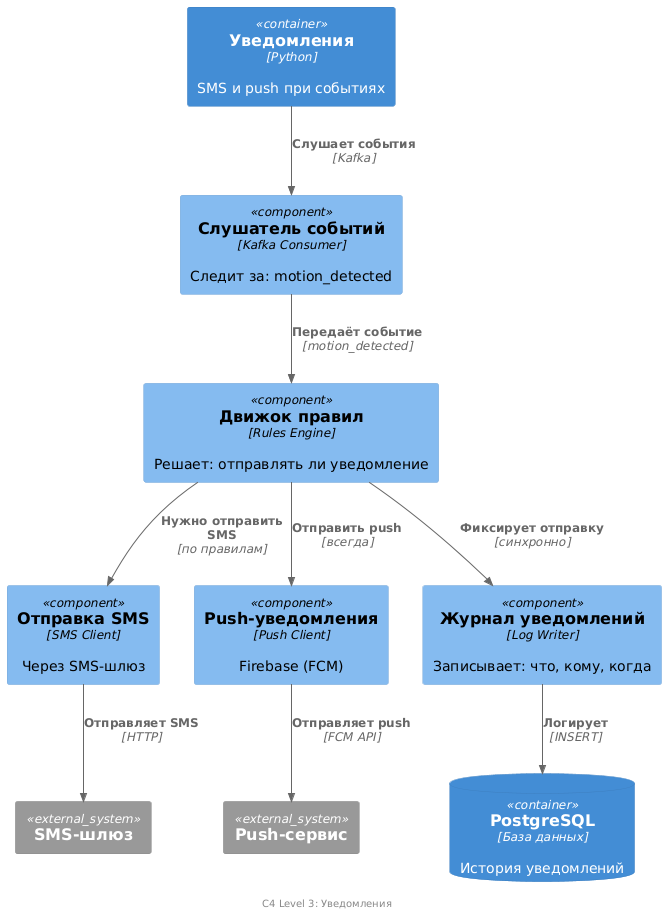 «container»
Уведомления
[Python]
SMS и push при событиях
Слушает события
[Kafka]
«component»
Слушатель событий
[Kafka Consumer]
Следит за: motion_detected
Передаёт событие
[motion_detected]
«component»
Движок правил
[Rules Engine]
Решает: отправлять ли уведомление
Нужно отправить
SMS
[по правилам]
Отправить push
[всегда]
Фиксирует отправку
[синхронно]
«component»
Отправка SMS
[SMS Client]
Через SMS-шлюз
«component»
Push-уведомления
[Push Client]
Firebase (FCM)
«component»
Журнал уведомлений
[Log Writer]
Записывает: что, кому, когда
Отправляет SMS
[HTTP]
Отправляет push
[FCM API]
Логирует
[INSERT]
«external_system»
SMS-шлюз
«external_system»
Push-сервис
«container»
PostgreSQL
[База данных]
История уведомлений
C4 Level 3: Уведомления